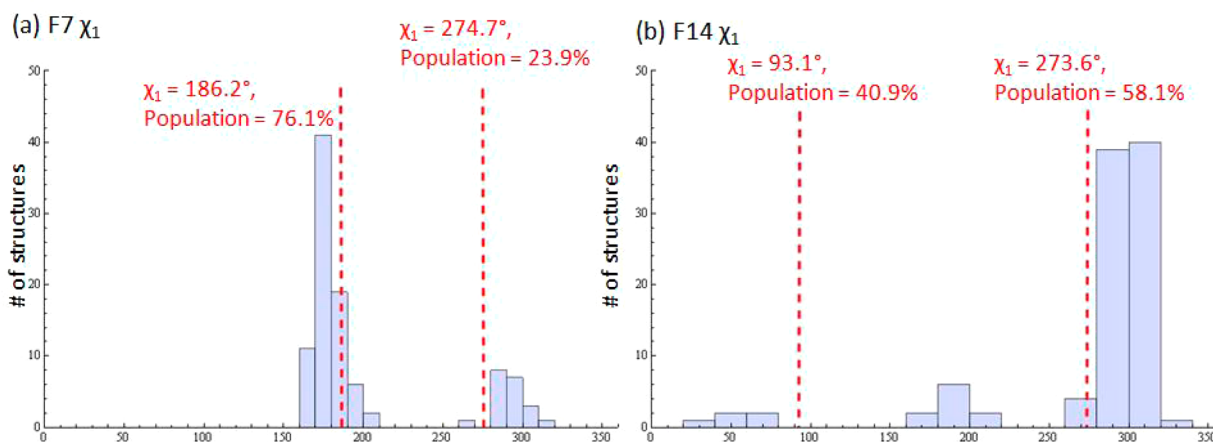 (a) F7 χ₁
χ₁ = 186.2°,
Population = 76.1%
χ₁ = 274.7°,
Population = 23.9%
# of structures
50
40
30
20
10
0
0 50 100 150 200 250 300 350
(b) F14 χ₁
χ₁ = 93.1°,
Population = 40.9%
χ₁ = 273.6°,
Population = 58.1%
# of structures
50
40
30
20
10
0
0 50 100 150 200 250 300